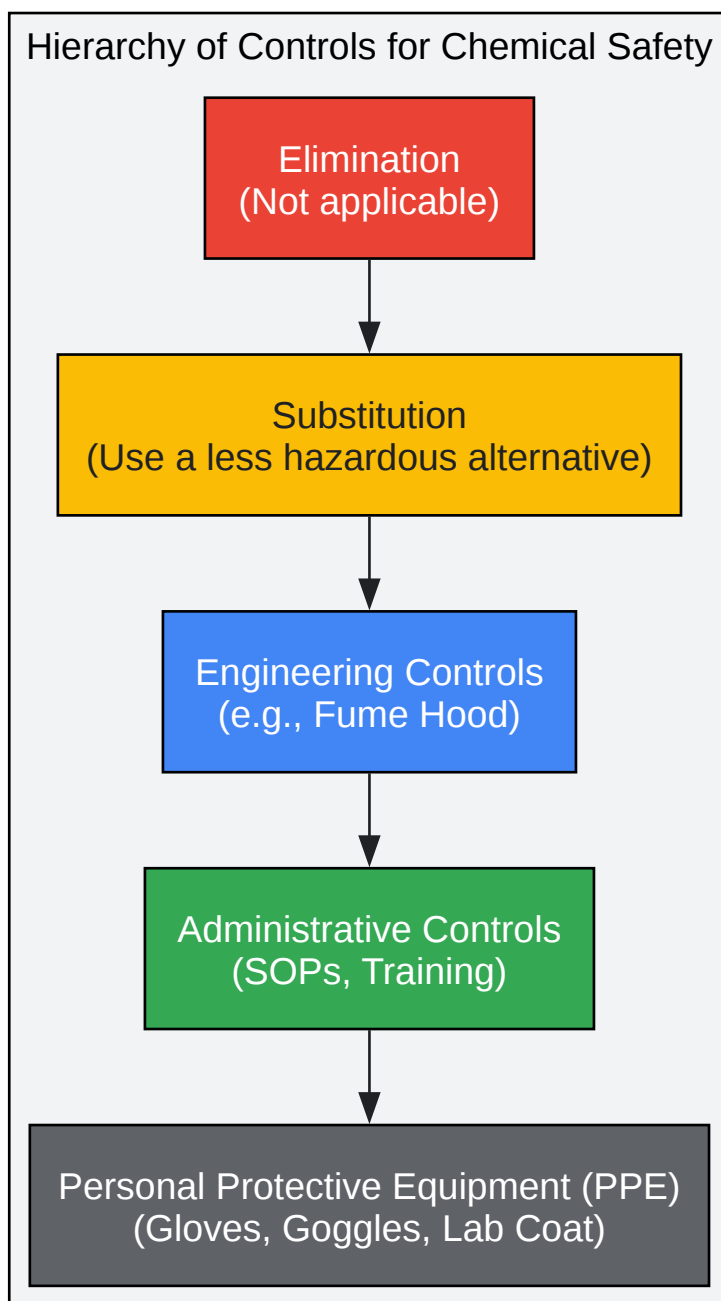 Hierarchy of Controls for Chemical Safety
Elimination
(Not applicable)
Substitution
(Use a less hazardous alternative)
Engineering Controls
(e.g., Fume Hood)
Administrative Controls
(SOPs, Training)
Personal Protective Equipment (PPE)
(Gloves, Goggles, Lab Coat)